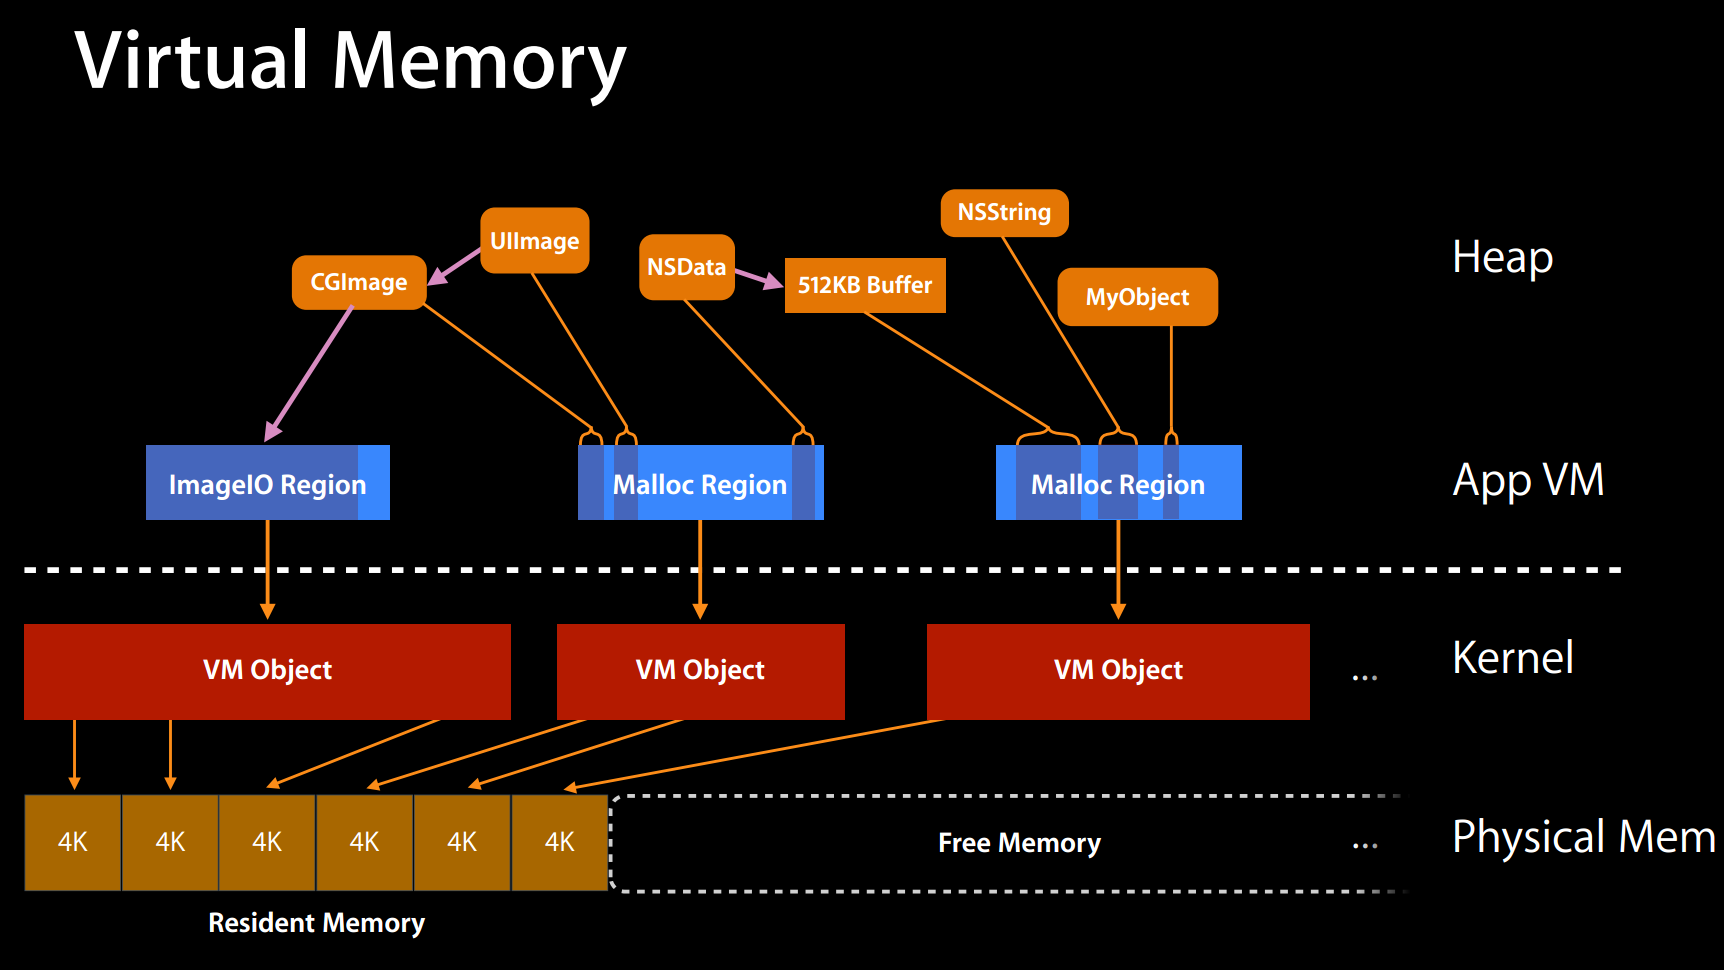 Virtual Memory
NSString
UIImage
NSData
CGImage
512KB Buffer
MyObject
Heap
ImageIO Region
Malloc Region
Malloc Region
App VM
VM Object
VM Object
VM Object
...
Kernel
4K
4K
4K
4K
4K
4K
Free Memory
...
Physical Mem
Resident Memory